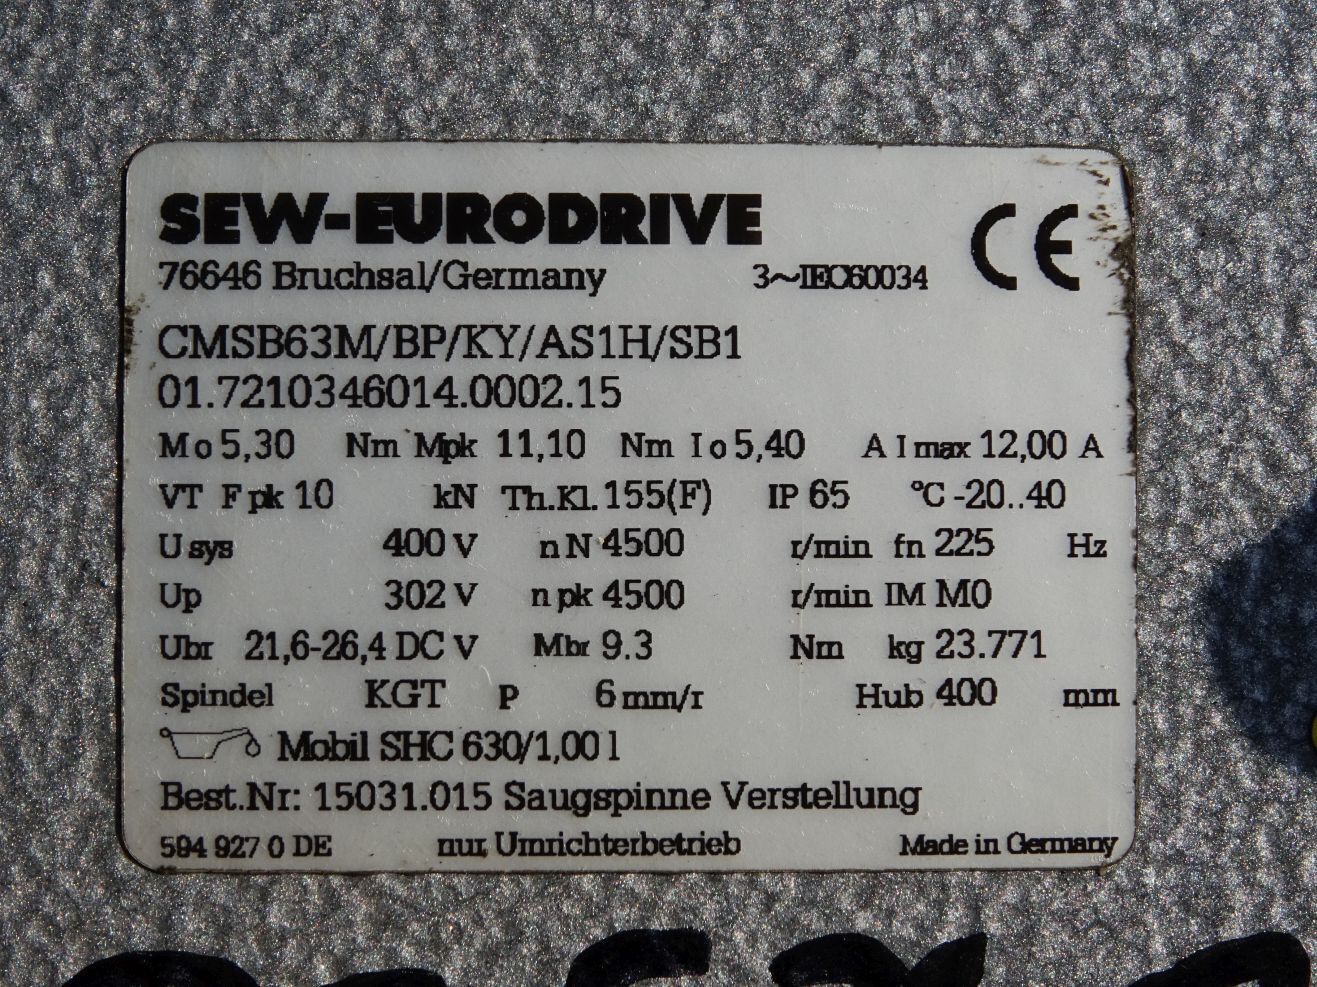 SEW-EURODRIVE
76646 Bruchsal/Germany 3~IEC60034 CE
CMSB63M/BP/KY/AS1H/SB1
01.7210346014.0002.15
Mo 5,30 Nm Mpk 11,10 Nm Io 5,40 A Imax 12,00 A
VT Fpk 10 kN Th.Kl. 155(F) IP 65 °C -20..40
Usys 400 V nN 4500 r/min fn 225 Hz
Up 302 V npk 4500 r/min IM M0
Ubr 21,6-26,4 DC V Mbr 9.3 Nm kg 23.771
Spindel KGT P 6 mm/r Hub 400 mm
Mobil SHC 630/1,00 l
Best.Nr: 15031.015 Saugspinne Verstellung
594 927 0 DE nur Umrichterbetrieb Made in Germany